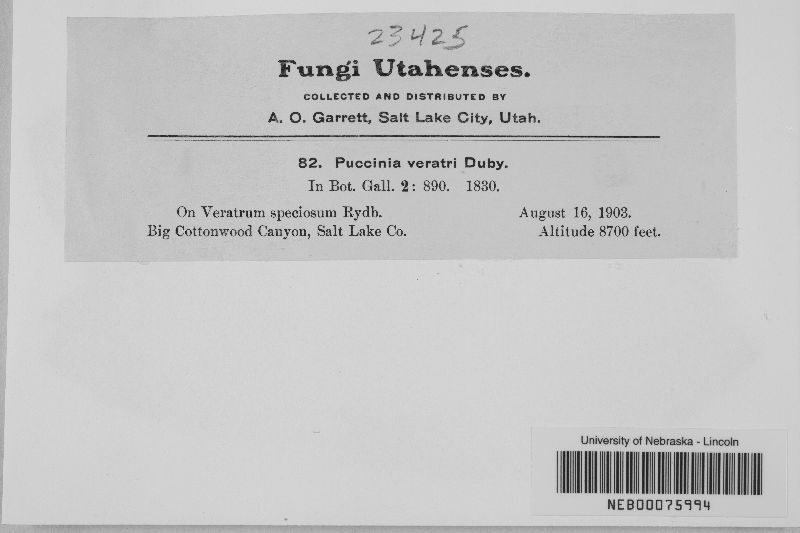 23425
Fungi Utahenses.
COLLECTED AND DISTRIBUTED BY
A. O. Garrett, Salt Lake City, Utah.
82. Puccinia veratri Duby.
In Bot. Gall. 2: 890. 1830.
On Veratrum speciosum Rydb. August 16, 1903.
Big Cottonwood Canyon, Salt Lake Co. Altitude 8700 feet.
University of Nebraska - Lincoln
NEB00075994